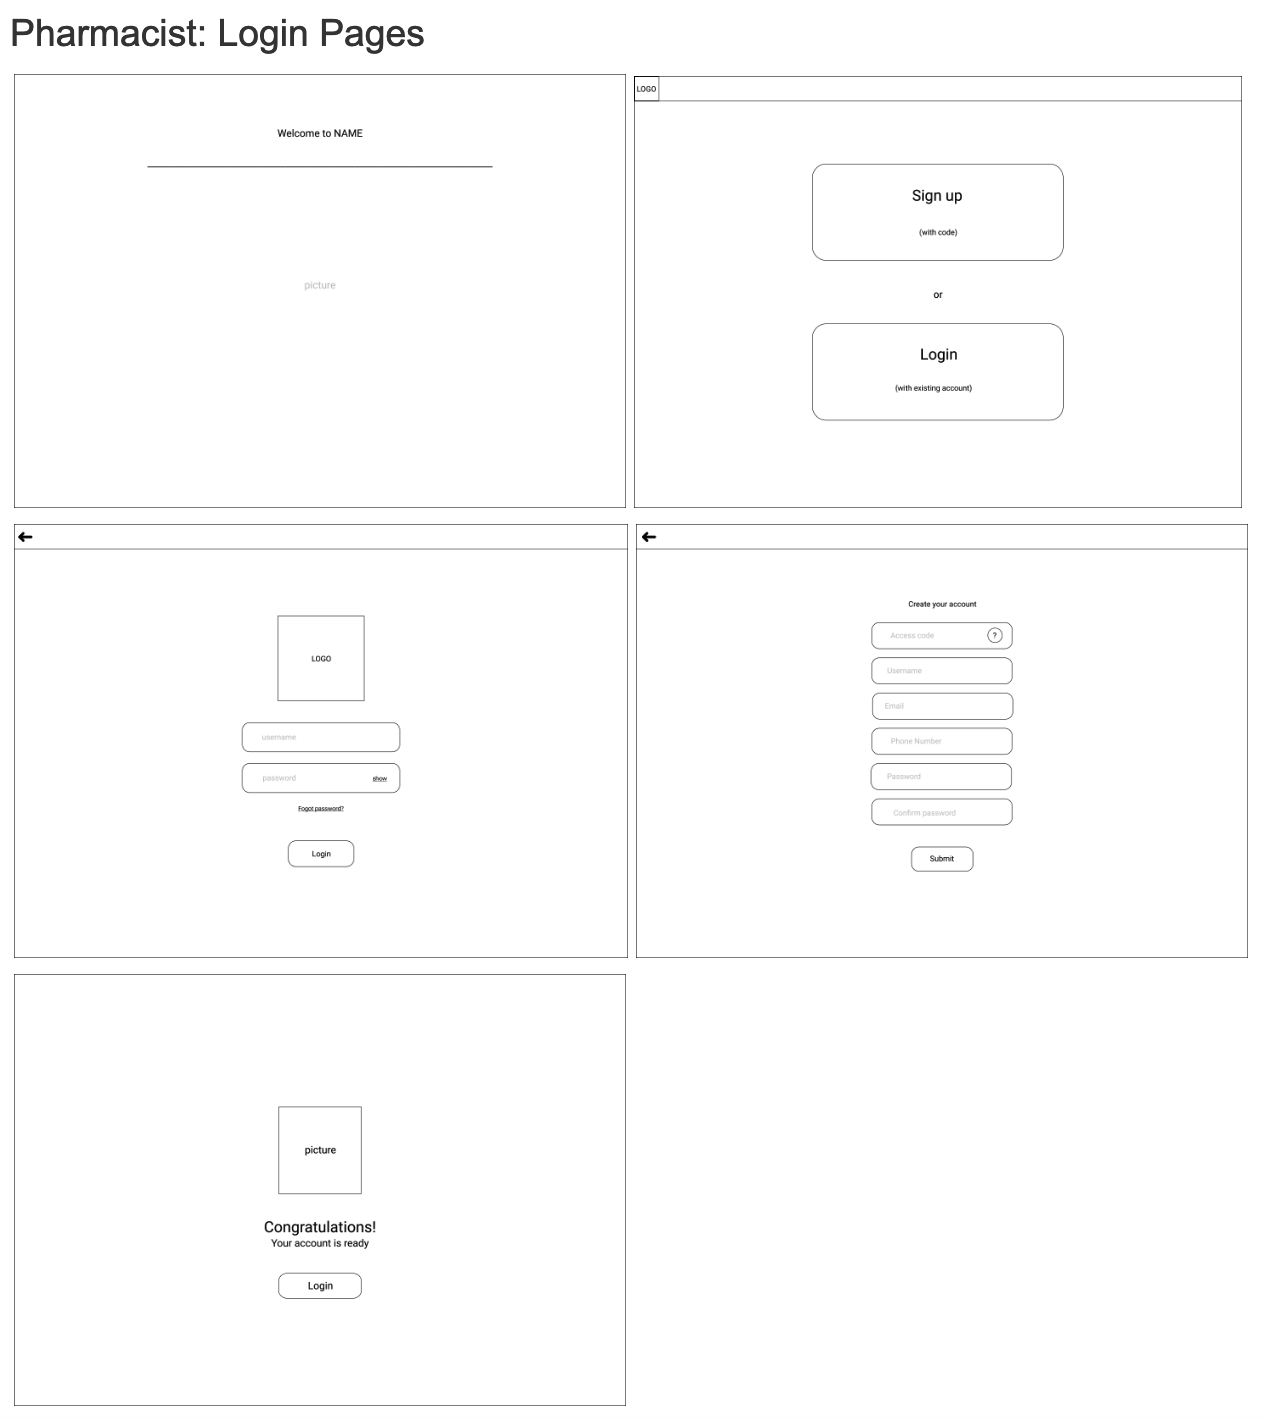 Pharmacist: Login Pages
Welcome to NAME
picture
LOGO
Sign up
(with code)
or
Login
(with existing account)
LOGO
username
password show
Fogot password?
Login
Create your account
Access code ?
Username
Email
Phone Number
Password
Confirm password
Submit
picture
Congratulations!
Your account is ready
Login